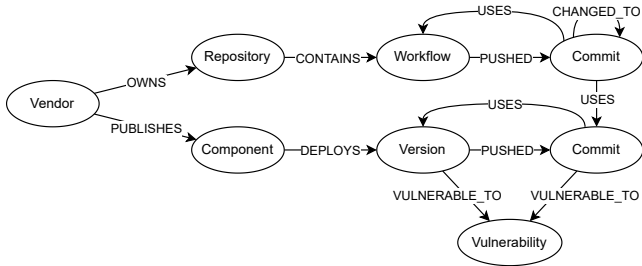 USES
CHANGED_TO
Repository
CONTAINS
Workflow
PUSHED
Commit
OWNS
Vendor
USES
USES
PUBLISHES
Component
DEPLOYS
Version
PUSHED
Commit
VULNERABLE_TO
VULNERABLE_TO
Vulnerability